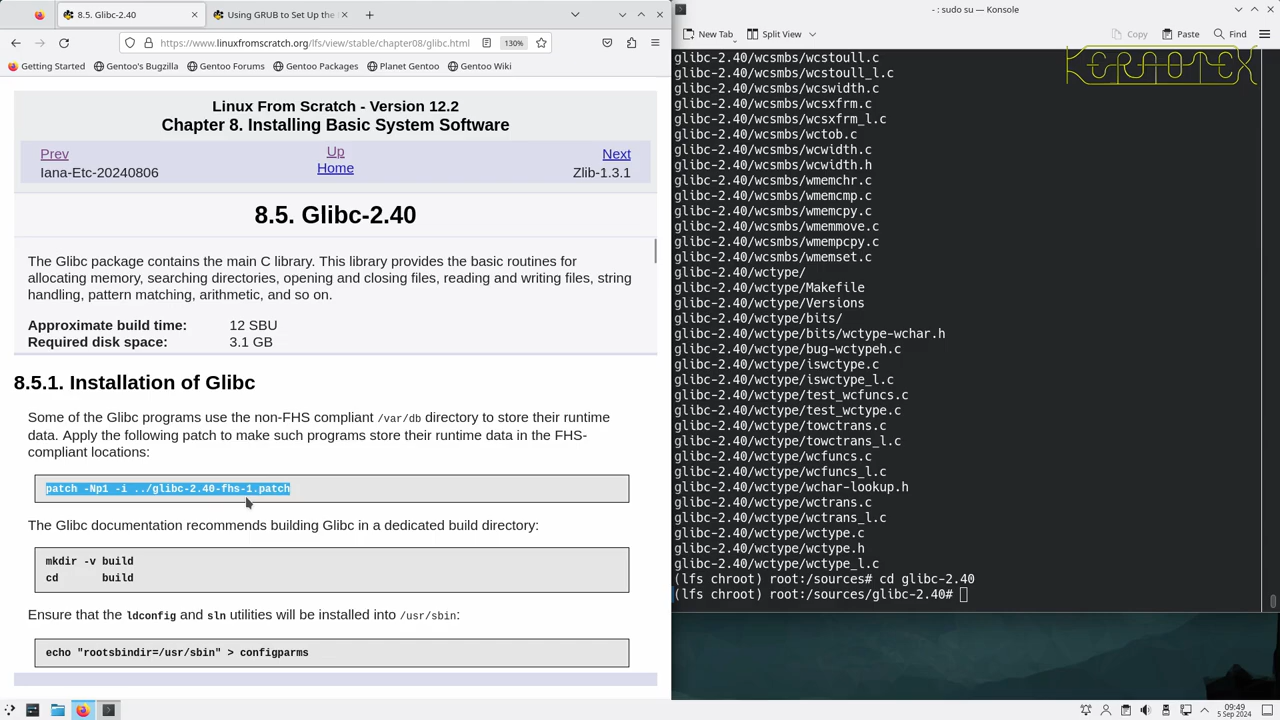 8.5. Glibc-2.40
Using GRUB to Set Up the
https://www.linuxfromscratch.org/lfs/view/stable/chapter08/glibc.html
130%
Getting Started
Gentoo's Bugzilla
Gentoo Forums
Gentoo Packages
Planet Gentoo
Gentoo Wiki
Linux From Scratch - Version 12.2
Chapter 8. Installing Basic System Software
Prev
Up
Next
Iana-Etc-20240806
Home
Zlib-1.3.1
8.5. Glibc-2.40
The Glibc package contains the main C library. This library provides the basic routines for
allocating memory, searching directories, opening and closing files, reading and writing files, string
handling, pattern matching, arithmetic, and so on.
Approximate build time: 12 SBU
Required disk space: 3.1 GB
8.5.1. Installation of Glibc
Some of the Glibc programs use the non-FHS compliant /var/db directory to store their runtime
data. Apply the following patch to make such programs store their runtime data in the FHS-
compliant locations:
patch -Np1 -i ../glibc-2.40-fhs-1.patch
The Glibc documentation recommends building Glibc in a dedicated build directory:
mkdir -v build
cd       build
Ensure that the ldconfig and sln utilities will be installed into /usr/sbin:
echo "rootsbindir=/usr/sbin" > configparms
- : sudo su — Konsole
New Tab
Split View
Copy
Paste
Find
KERNOTEX
glibc-2.40/wcsmbs/wcstoull.c
glibc-2.40/wcsmbs/wcstoull_l.c
glibc-2.40/wcsmbs/wcswidth.c
glibc-2.40/wcsmbs/wcsxfrm.c
glibc-2.40/wcsmbs/wcsxfrm_l.c
glibc-2.40/wcsmbs/wctob.c
glibc-2.40/wcsmbs/wcwidth.c
glibc-2.40/wcsmbs/wcwidth.h
glibc-2.40/wcsmbs/wmemchr.c
glibc-2.40/wcsmbs/wmemcmp.c
glibc-2.40/wcsmbs/wmemcpy.c
glibc-2.40/wcsmbs/wmemmove.c
glibc-2.40/wcsmbs/wmempcpy.c
glibc-2.40/wcsmbs/wmemset.c
glibc-2.40/wctype/
glibc-2.40/wctype/Makefile
glibc-2.40/wctype/Versions
glibc-2.40/wctype/bits/
glibc-2.40/wctype/bits/wctype-wchar.h
glibc-2.40/wctype/bug-wctypeh.c
glibc-2.40/wctype/iswctype.c
glibc-2.40/wctype/iswctype_l.c
glibc-2.40/wctype/test_wcfuncs.c
glibc-2.40/wctype/test_wctype.c
glibc-2.40/wctype/towctrans.c
glibc-2.40/wctype/towctrans_l.c
glibc-2.40/wctype/wcfuncs.c
glibc-2.40/wctype/wcfuncs_l.c
glibc-2.40/wctype/wchar-lookup.h
glibc-2.40/wctype/wctrans.c
glibc-2.40/wctype/wctrans_l.c
glibc-2.40/wctype/wctype.c
glibc-2.40/wctype/wctype.h
glibc-2.40/wctype/wctype_l.c
(lfs chroot) root:/sources# cd glibc-2.40
(lfs chroot) root:/sources/glibc-2.40#
09:49
5 Sep 2024